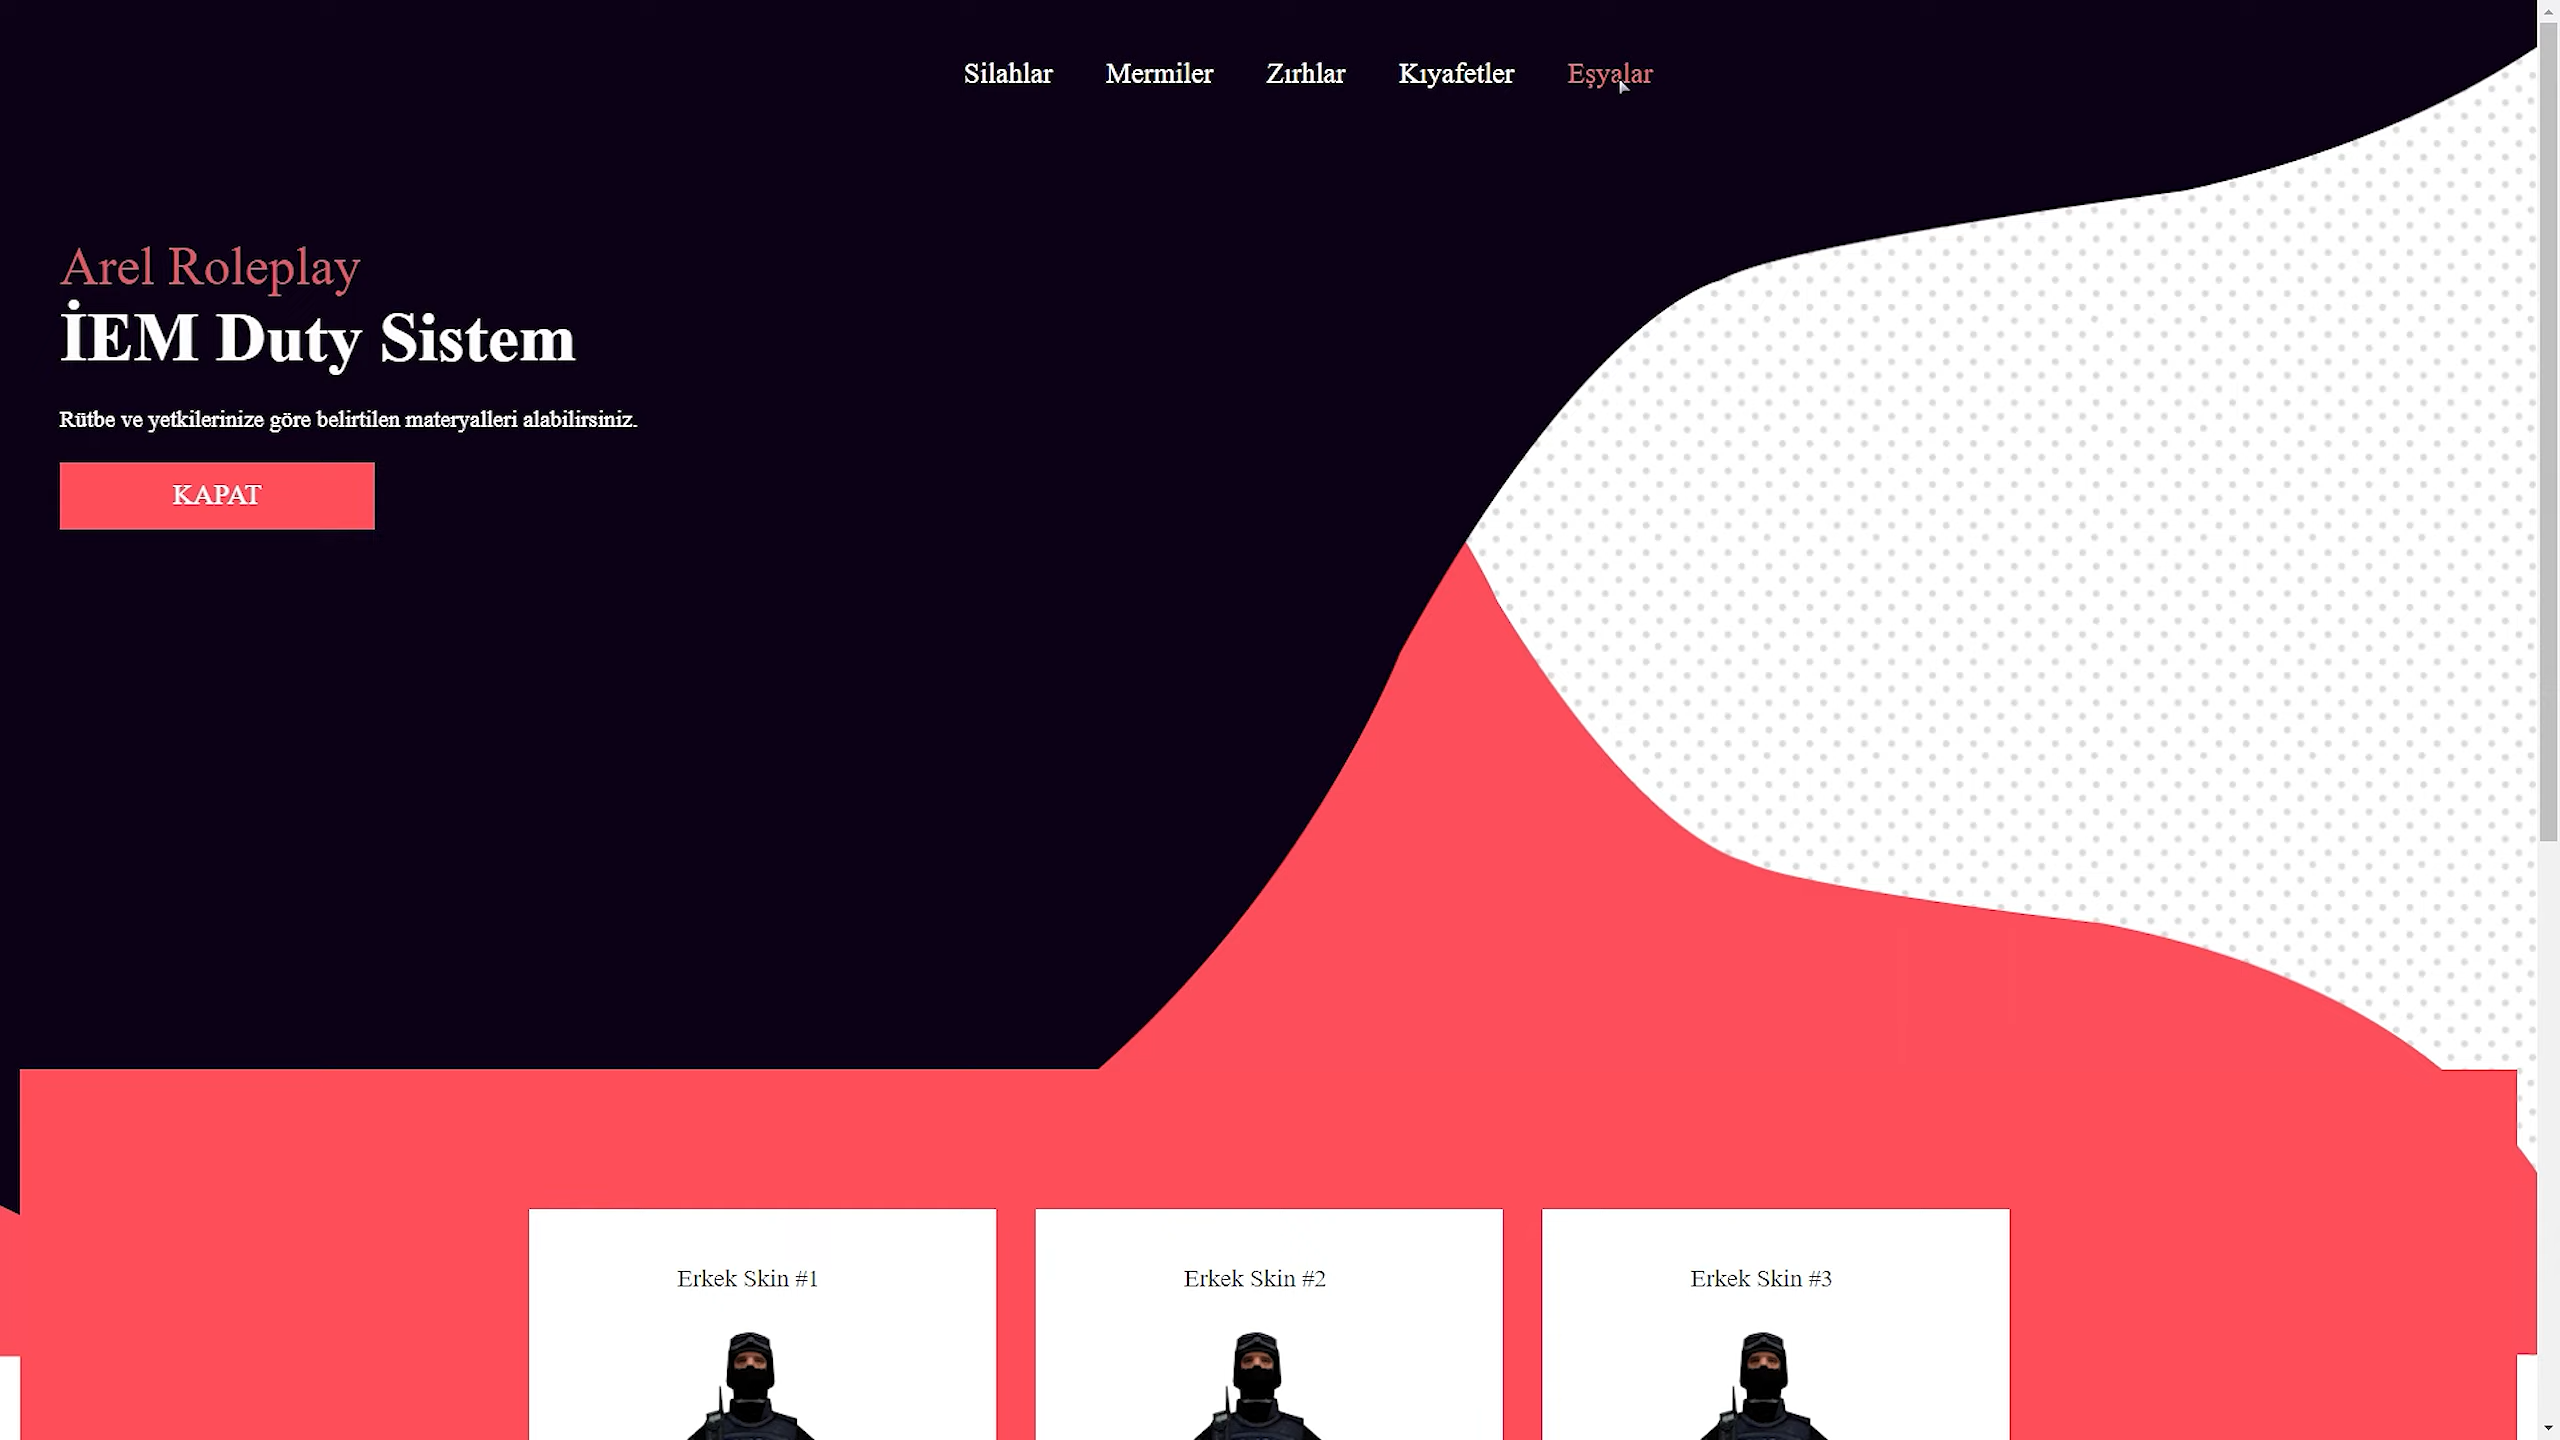 Silahlar Mermiler Zırhlar Kıyafetler Eşyalar
Arel Roleplay
İEM Duty Sistem
Rütbe ve yetkilerinize göre belirtilen materyalleri alabilirsiniz.
KAPAT
Erkek Skin #1 Erkek Skin #2 Erkek Skin #3